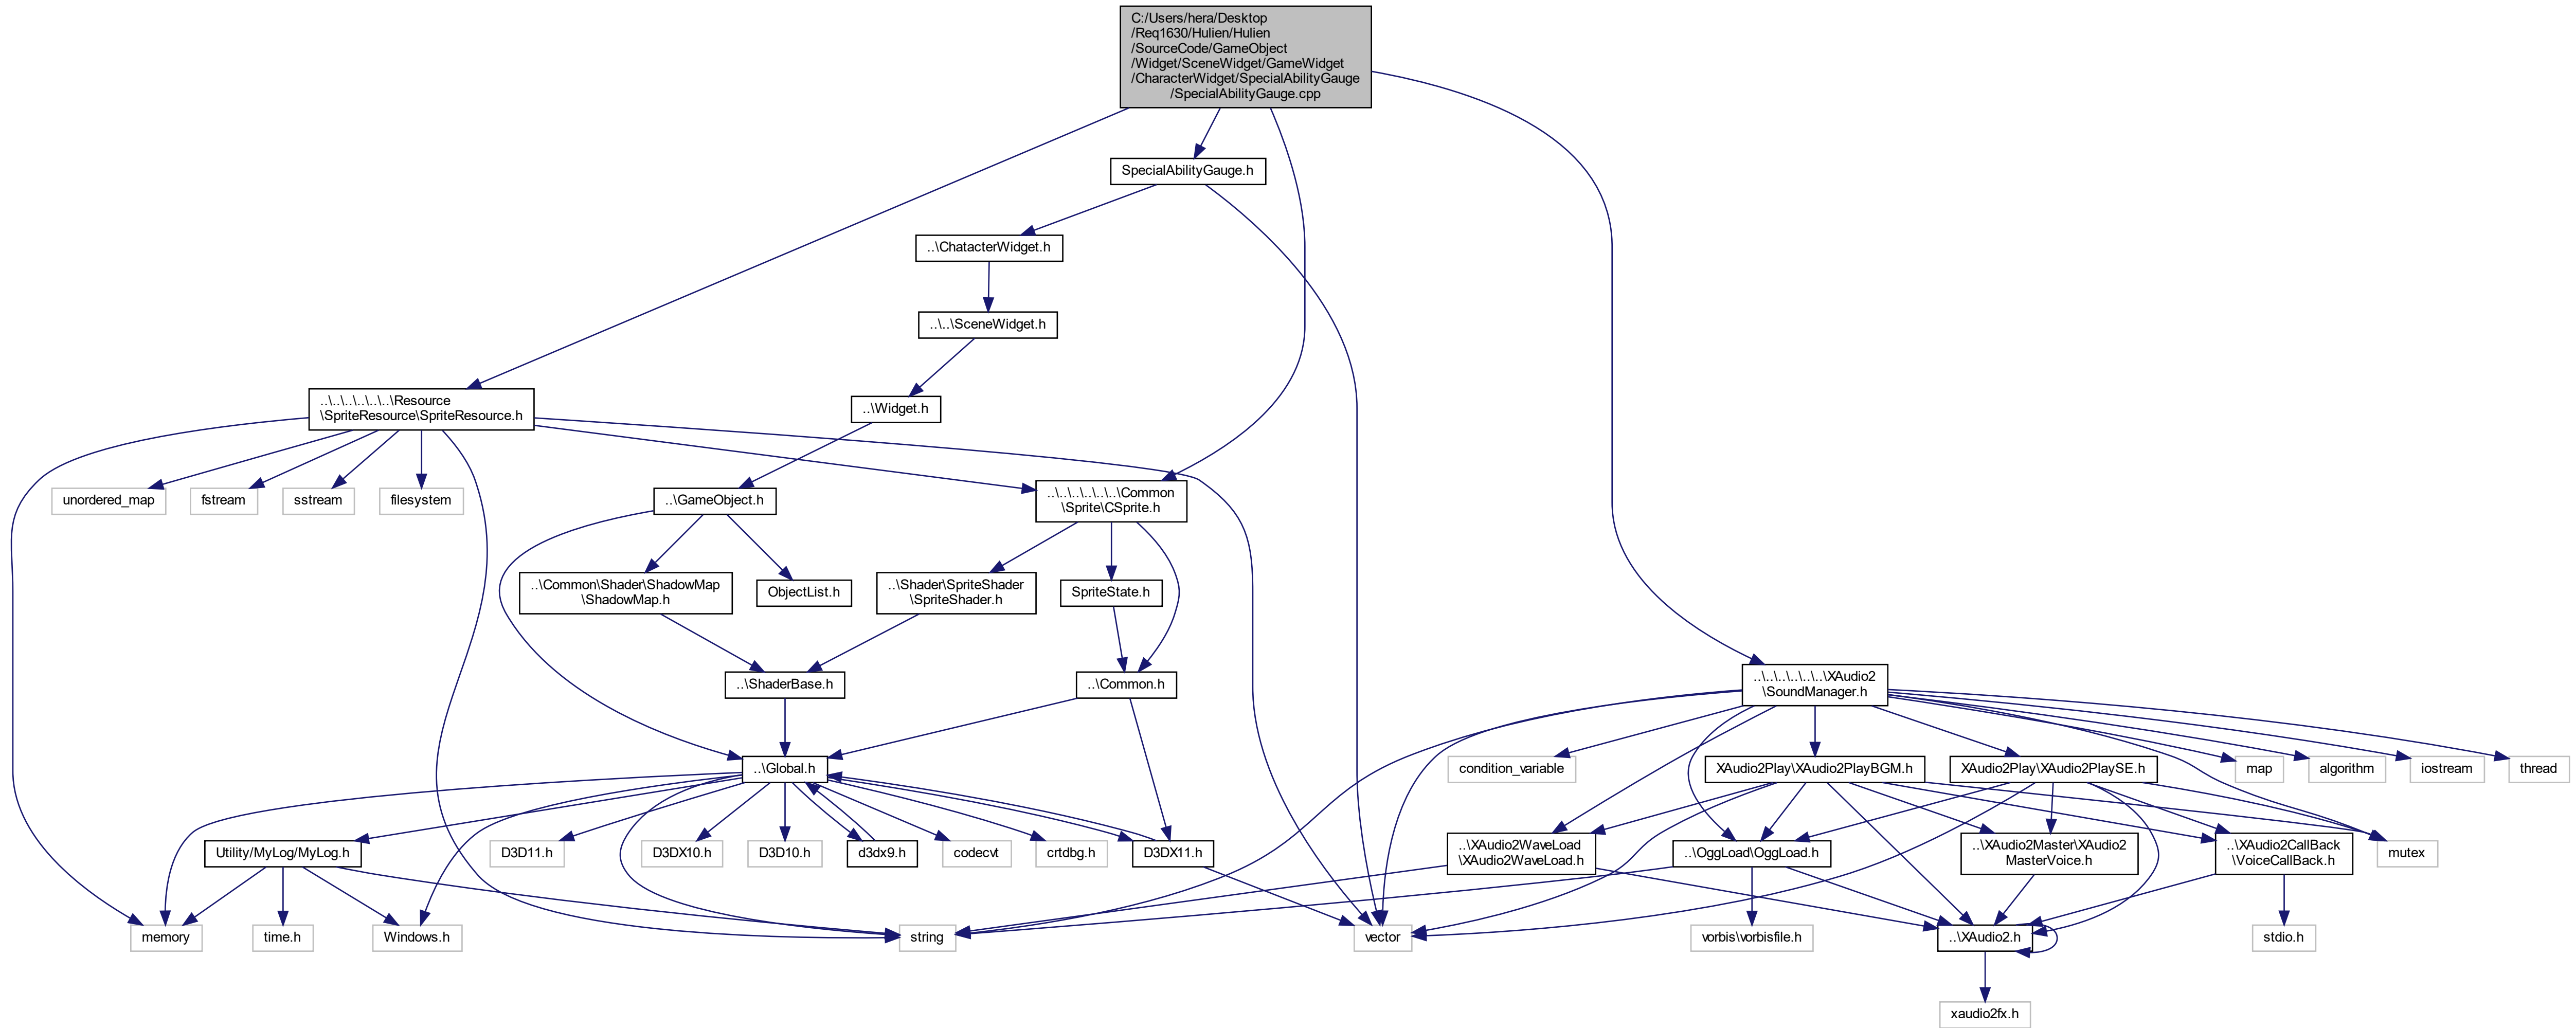 C:/Users/hera/Desktop
/Req1630/Hulien/Hulien
/SourceCode/GameObject
/Widget/SceneWidget/GameWidget
/CharacterWidget/SpecialAbilityGauge
/SpecialAbilityGauge.cpp
SpecialAbilityGauge.h
..\ChatacterWidget.h
..\..\SceneWidget.h
..\..\..\..\..\..\Resource
\SpriteResource\SpriteResource.h
..\Widget.h
unordered_map
fstream
sstream
filesystem
..\GameObject.h
..\..\..\..\..\..\Common
\Sprite\CSprite.h
..\Common\Shader\ShadowMap
\ShadowMap.h
ObjectList.h
..\Shader\SpriteShader
\SpriteShader.h
SpriteState.h
..\ShaderBase.h
..\Common.h
..\..\..\..\..\..\XAudio2
\SoundManager.h
..\Global.h
condition_variable
XAudio2Play\XAudio2PlayBGM.h
XAudio2Play\XAudio2PlaySE.h
map
algorithm
iostream
thread
Utility/MyLog/MyLog.h
D3D11.h
D3DX10.h
D3D10.h
d3dx9.h
codecvt
crtdbg.h
D3DX11.h
..\XAudio2WaveLoad
\XAudio2WaveLoad.h
..\OggLoad\OggLoad.h
..\XAudio2Master\XAudio2
MasterVoice.h
..\XAudio2CallBack
\VoiceCallBack.h
mutex
memory
time.h
Windows.h
string
vector
vorbis\vorbisfile.h
..\XAudio2.h
stdio.h
xaudio2fx.h